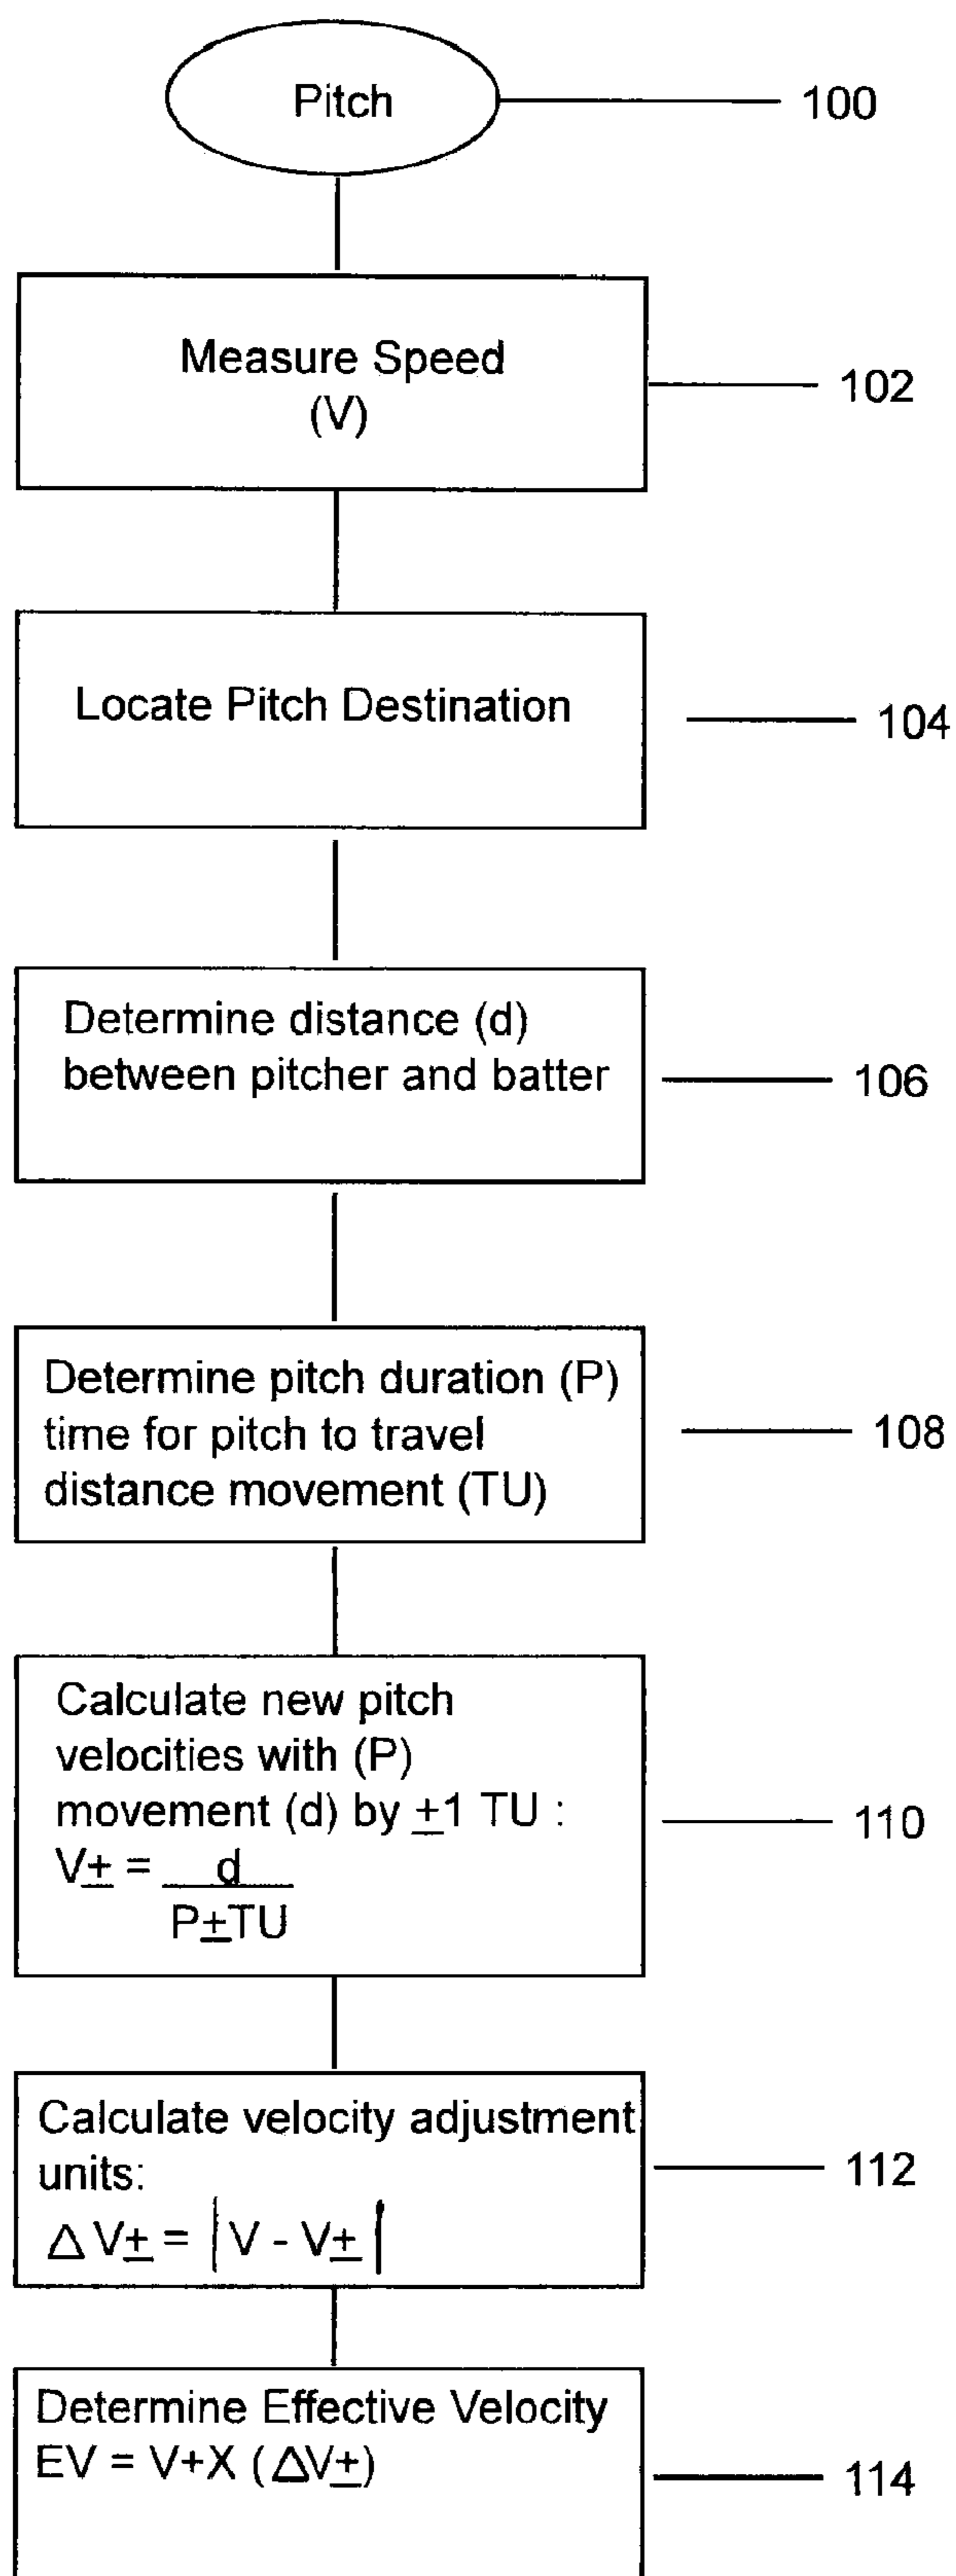 Pitch
100
Measure Speed
(V)
102
Locate Pitch Destination
104
Determine distance (d)
between pitcher and batter
106
Determine pitch duration (P)
time for pitch to travel
distance movement (TU)
108
Calculate new pitch
velocities with (P)
movement (d) by ±1 TU :
V± = d
P±TU
110
Calculate velocity adjustment
units:
△ V± = |V - V±|
112
Determine Effective Velocity
EV = V+X (△V±)
114